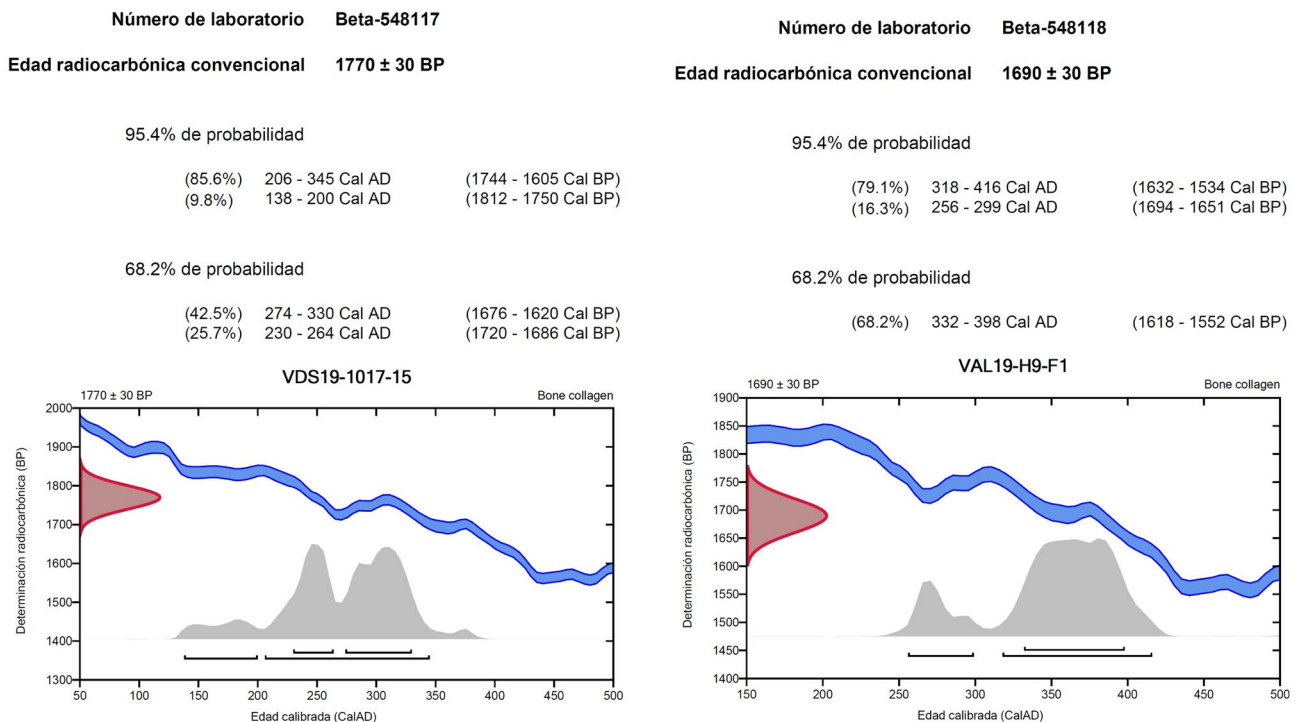 Número de laboratorio Beta-548117
Edad radiocarbónica convencional 1770 ± 30 BP
95.4% de probabilidad
(85.6%) 206 - 345 Cal AD (1744 - 1605 Cal BP)
(9.8%) 138 - 200 Cal AD (1812 - 1750 Cal BP)
68.2% de probabilidad
(42.5%) 274 - 330 Cal AD (1676 - 1620 Cal BP)
(25.7%) 230 - 264 Cal AD (1720 - 1686 Cal BP)
VDS19-1017-15
1770 ± 30 BP Bone collagen
Determinación radiocarbónica (BP)
2000
1900
1800
1700
1600
1500
1400
1300
50 100 150 200 250 300 350 400 450 500
Edad calibrada (CalAD)
Número de laboratorio Beta-548118
Edad radiocarbónica convencional 1690 ± 30 BP
95.4% de probabilidad
(79.1%) 318 - 416 Cal AD (1632 - 1534 Cal BP)
(16.3%) 256 - 299 Cal AD (1694 - 1651 Cal BP)
68.2% de probabilidad
(68.2%) 332 - 398 Cal AD (1618 - 1552 Cal BP)
VAL19-H9-F1
1690 ± 30 BP Bone collagen
Determinación radiocarbónica (BP)
1900
1850
1800
1750
1700
1650
1600
1550
1500
1450
1400
150 200 250 300 350 400 450 500
Edad calibrada (CalAD)